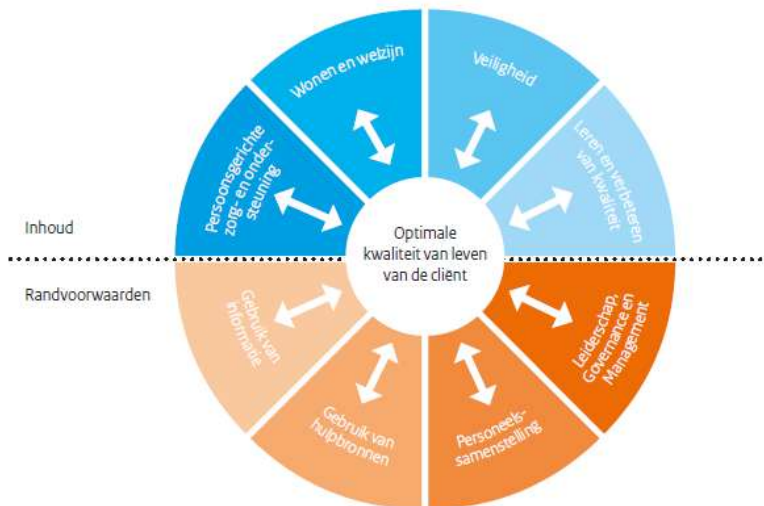 Wonen en welzijn
Veiligheid
Persoonsgerichte
zorg- en onder-
steuning
Leren en verbeteren
van kwaliteit
Inhoud
Optimale
kwaliteit van leven
van de cliënt
Randvoorwaarden
Gebruik van
informatie
Leiderschap,
Governance en
Management
Gebruik van
hulpbronnen
Personeels-
samenstelling